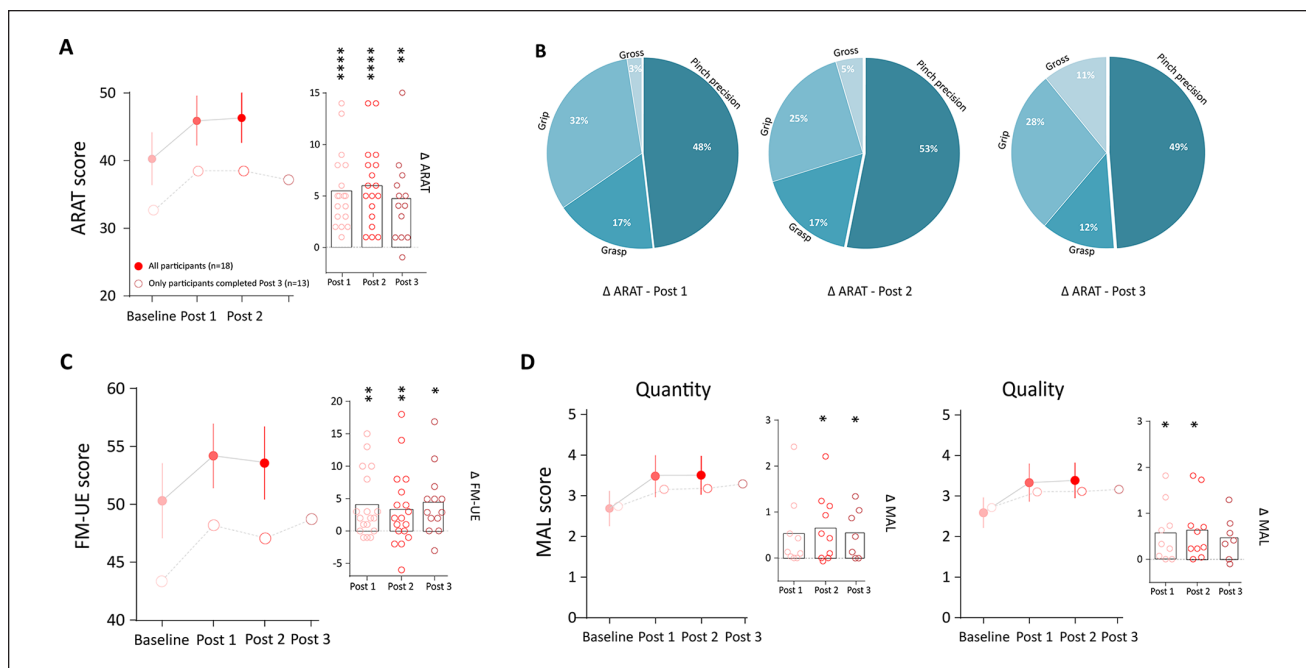 A
B
ARAT score
50
40
30
20
Baseline
Post 1
Post 2
All participants (n=18)
Only participants completed Post 3 (n=13)
****
****
**
15
10
5
0
Post 1
Post 2
Post 3
Δ ARAT
Gross
3%
Pinch precision
48%
Grip
32%
17%
Grasp
Δ ARAT - Post 1
Gross
5%
Pinch precision
53%
Grip
25%
17%
Grasp
Δ ARAT - Post 2
Gross
11%
Pinch precision
49%
Grip
28%
12%
Grasp
Δ ARAT - Post 3
C
FM-UE score
60
55
50
45
40
Baseline
Post 1
Post 2
Post 3
**
**
*
20
15
10
5
0
-5
Post 1
Post 2
Post 3
Δ FM-UE
D
Quantity
MAL score
5
4
3
2
1
0
Baseline
Post 1
Post 2
Post 3
*
*
3
2
1
0
Post 1
Post 2
Post 3
Δ MAL
Quality
5
4
3
2
1
0
Baseline
Post 1
Post 2
Post 3
*
*
3
2
1
0
Post 1
Post 2
Post 3
Δ MAL